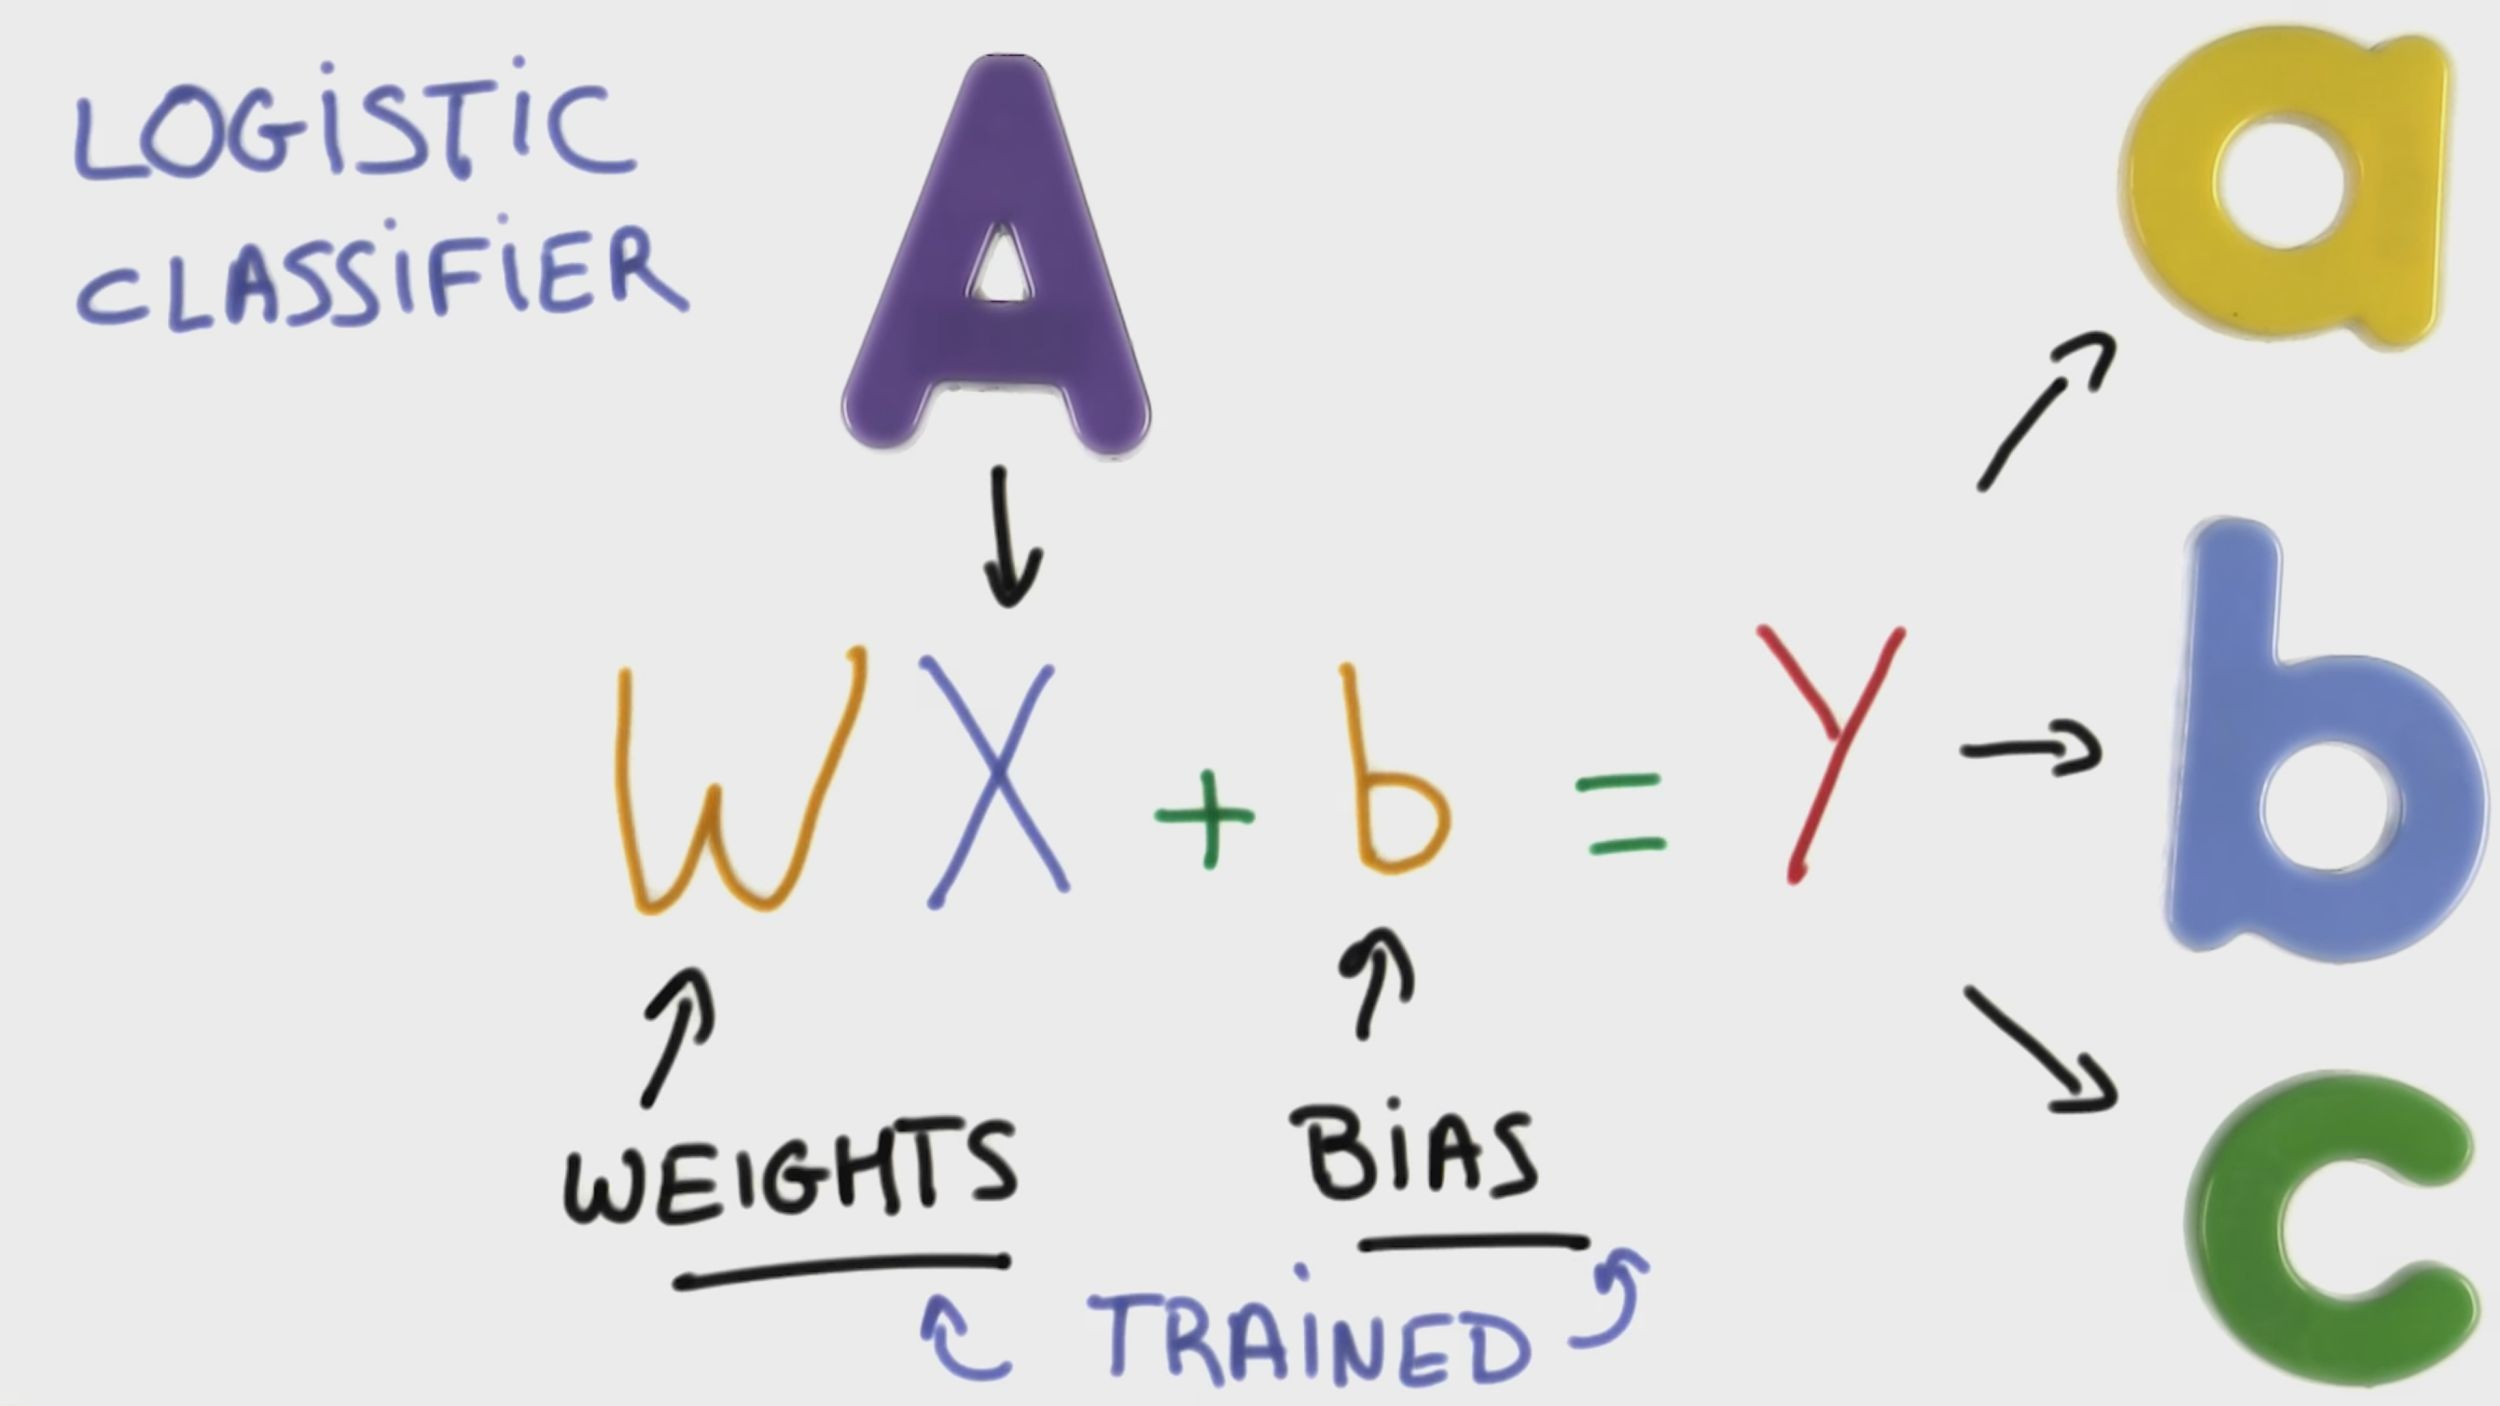 LOGISTIC
CLASSIFIER
A
a
WX + b = Y
b
WEIGHTS
BIAS
TRAINED
c